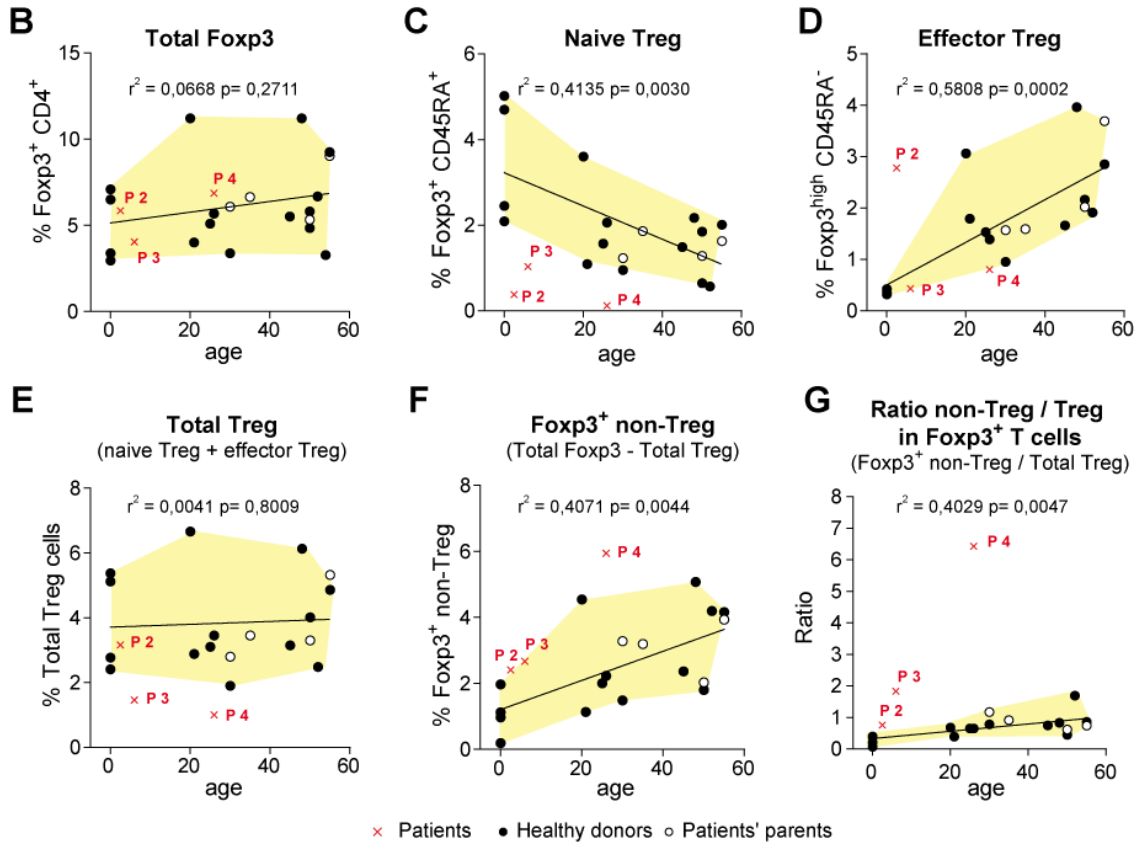 B
Total Foxp3
r² = 0,0668 p= 0,2711
% Foxp3⁺ CD4⁺
15
10
5
0
P 2
P 4
P 3
0 20 40 60
age
C
Naive Treg
r² = 0,4135 p= 0,0030
% Foxp3⁺ CD45RA⁺
6
4
2
0
P 3
P 2
P 4
0 20 40 60
age
D
Effector Treg
r² = 0,5808 p= 0,0002
% Foxp3ʰⁱᵍʰ CD45RA⁻
5
4
3
2
1
0
P 2
P 3
P 4
0 20 40 60
age
E
Total Treg
(naive Treg + effector Treg)
r² = 0,0041 p= 0,8009
% Total Treg cells
8
6
4
2
0
P 2
P 3
P 4
0 20 40 60
age
F
Foxp3⁺ non-Treg
(Total Foxp3 - Total Treg)
r² = 0,4071 p= 0,0044
% Foxp3⁺ non-Treg
8
6
4
2
0
P 4
P 3
P 2
0 20 40 60
age
G
Ratio non-Treg / Treg
in Foxp3⁺ T cells
(Foxp3⁺ non-Treg / Total Treg)
r² = 0,4029 p= 0,0047
Ratio
8
7
6
5
4
3
2
1
0
P 4
P 3
P 2
0 20 40 60
age
× Patients ● Healthy donors ○ Patients' parents